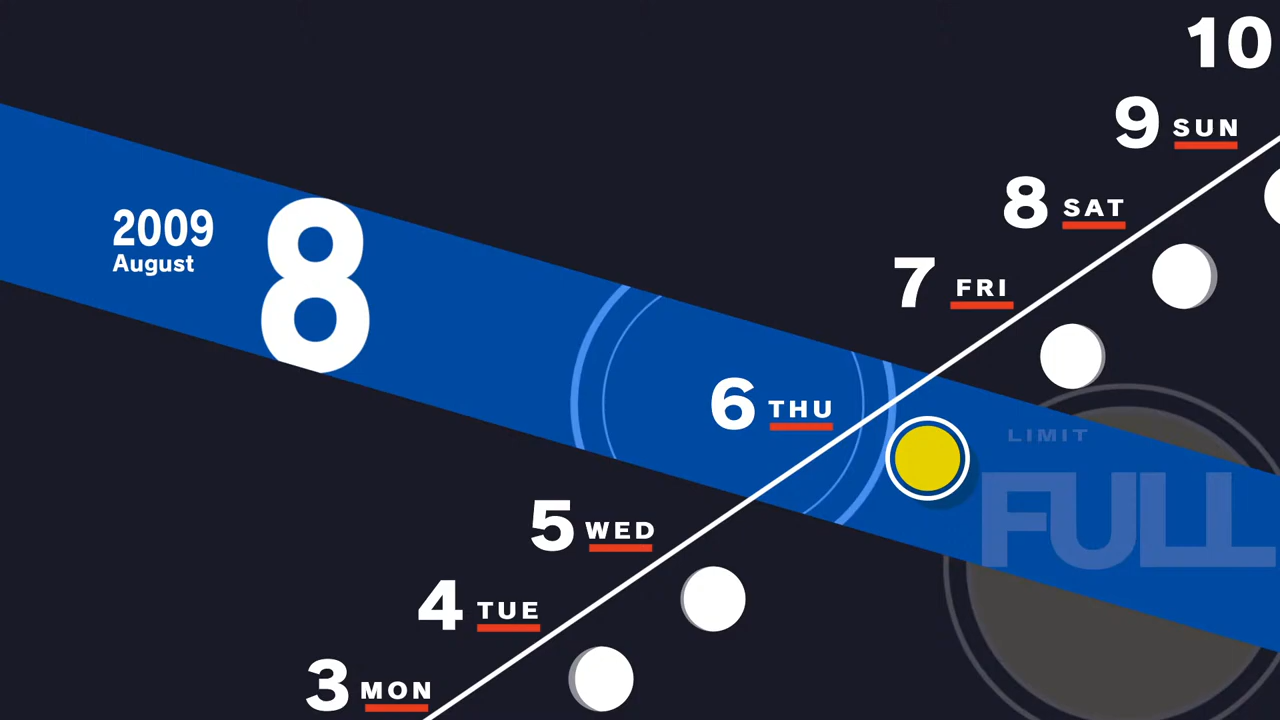 10
9 SUN
8 SAT
7 FRI
2009
August
8
6 THU
LIMIT
FULL
5 WED
4 TUE
3 MON